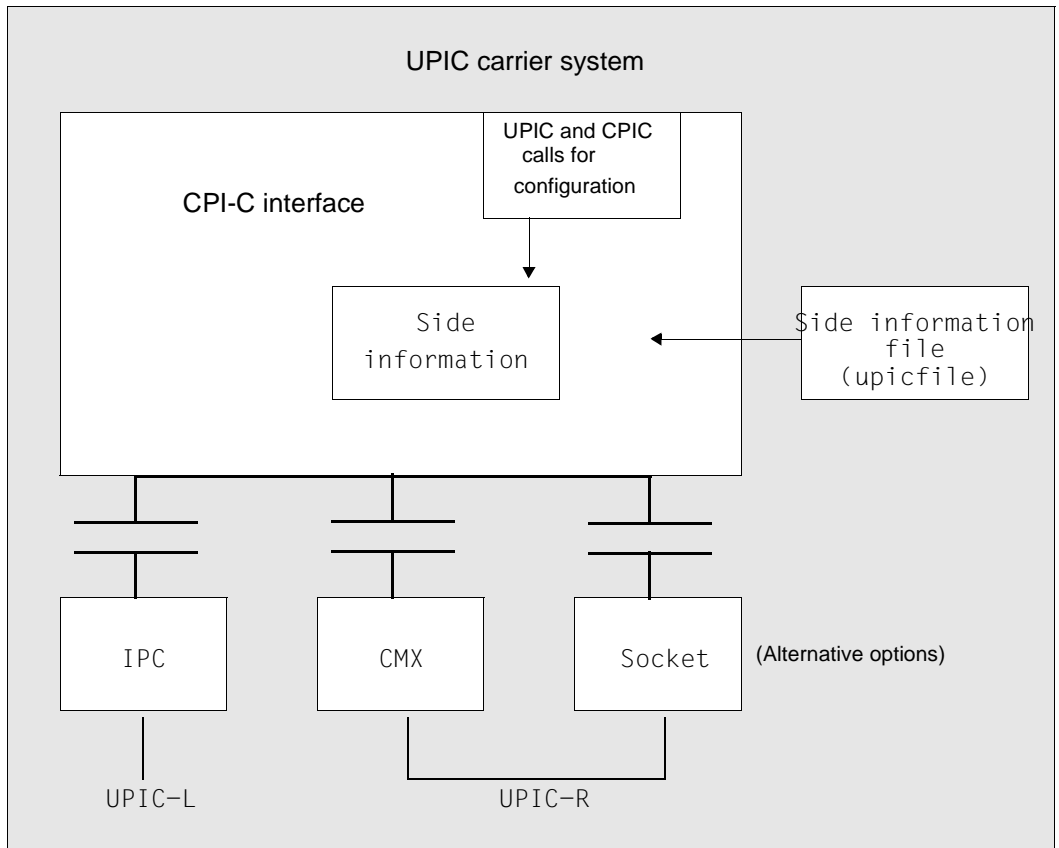 UPIC carrier system
UPIC and CPIC
calls for
configuration
CPI-C interface
Side
information
Side information
file
(upicfile)
IPC
CMX
Socket
(Alternative options)
UPIC-L
UPIC-R